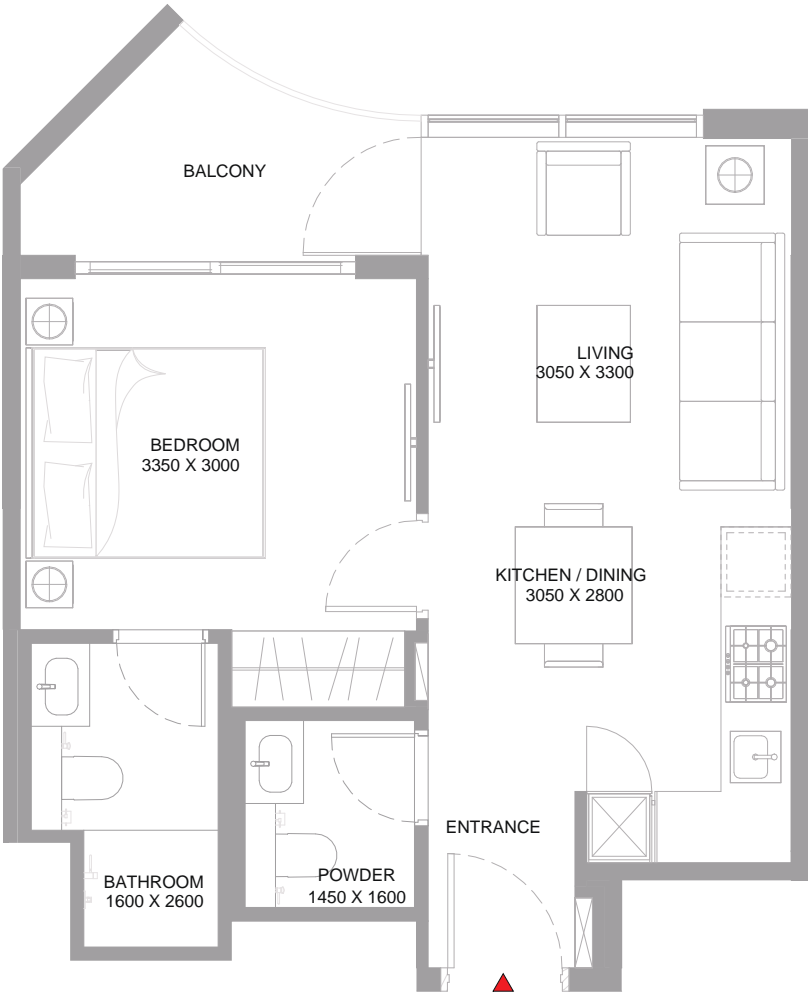 BALCONY
LIVING
3050 X 3300
BEDROOM
3350 X 3000
KITCHEN / DINING
3050 X 2800
ENTRANCE
BATHROOM
1600 X 2600
POWDER
1450 X 1600